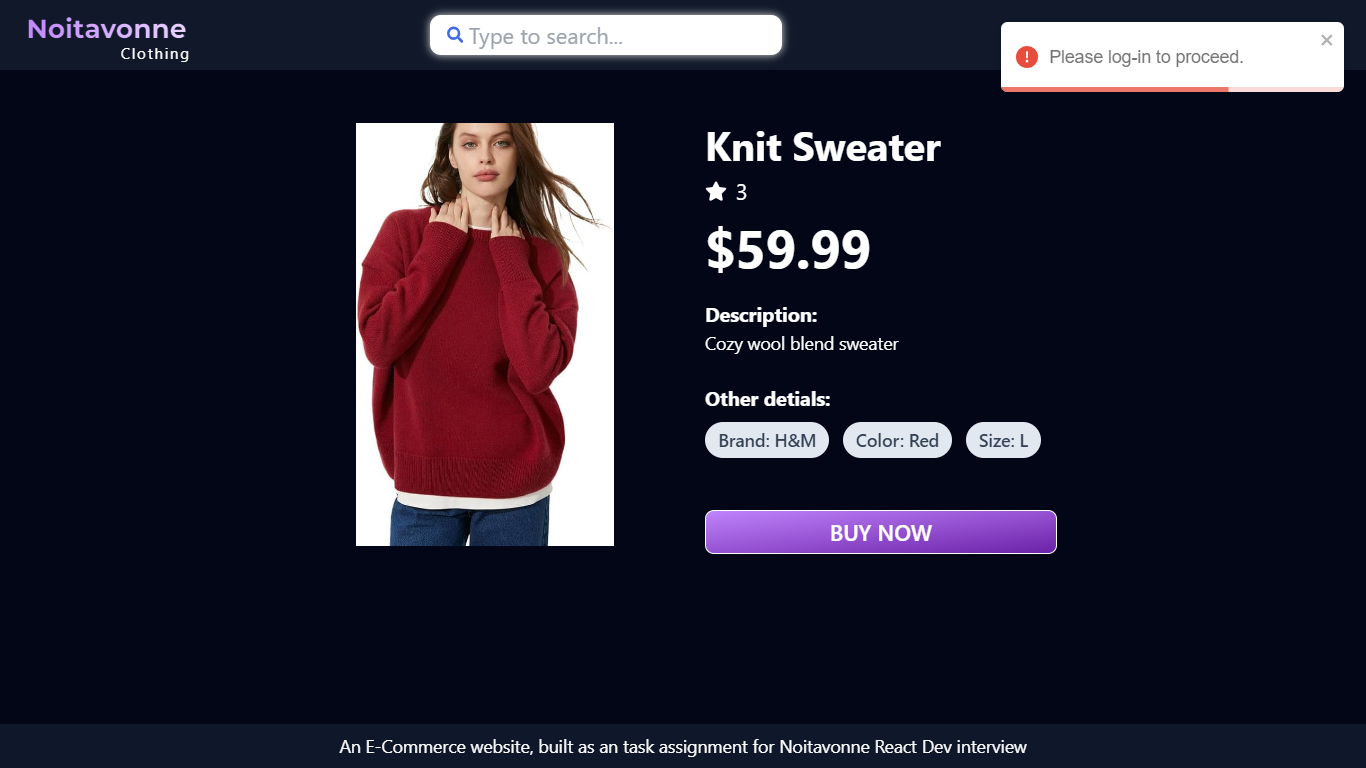 Noitavonne
Clothing
Type to search...
Please log-in to proceed.
Knit Sweater
3
$59.99
Description:
Cozy wool blend sweater
Other detials:
Brand: H&M
Color: Red
Size: L
BUY NOW
An E-Commerce website, built as an task assignment for Noitavonne React Dev interview